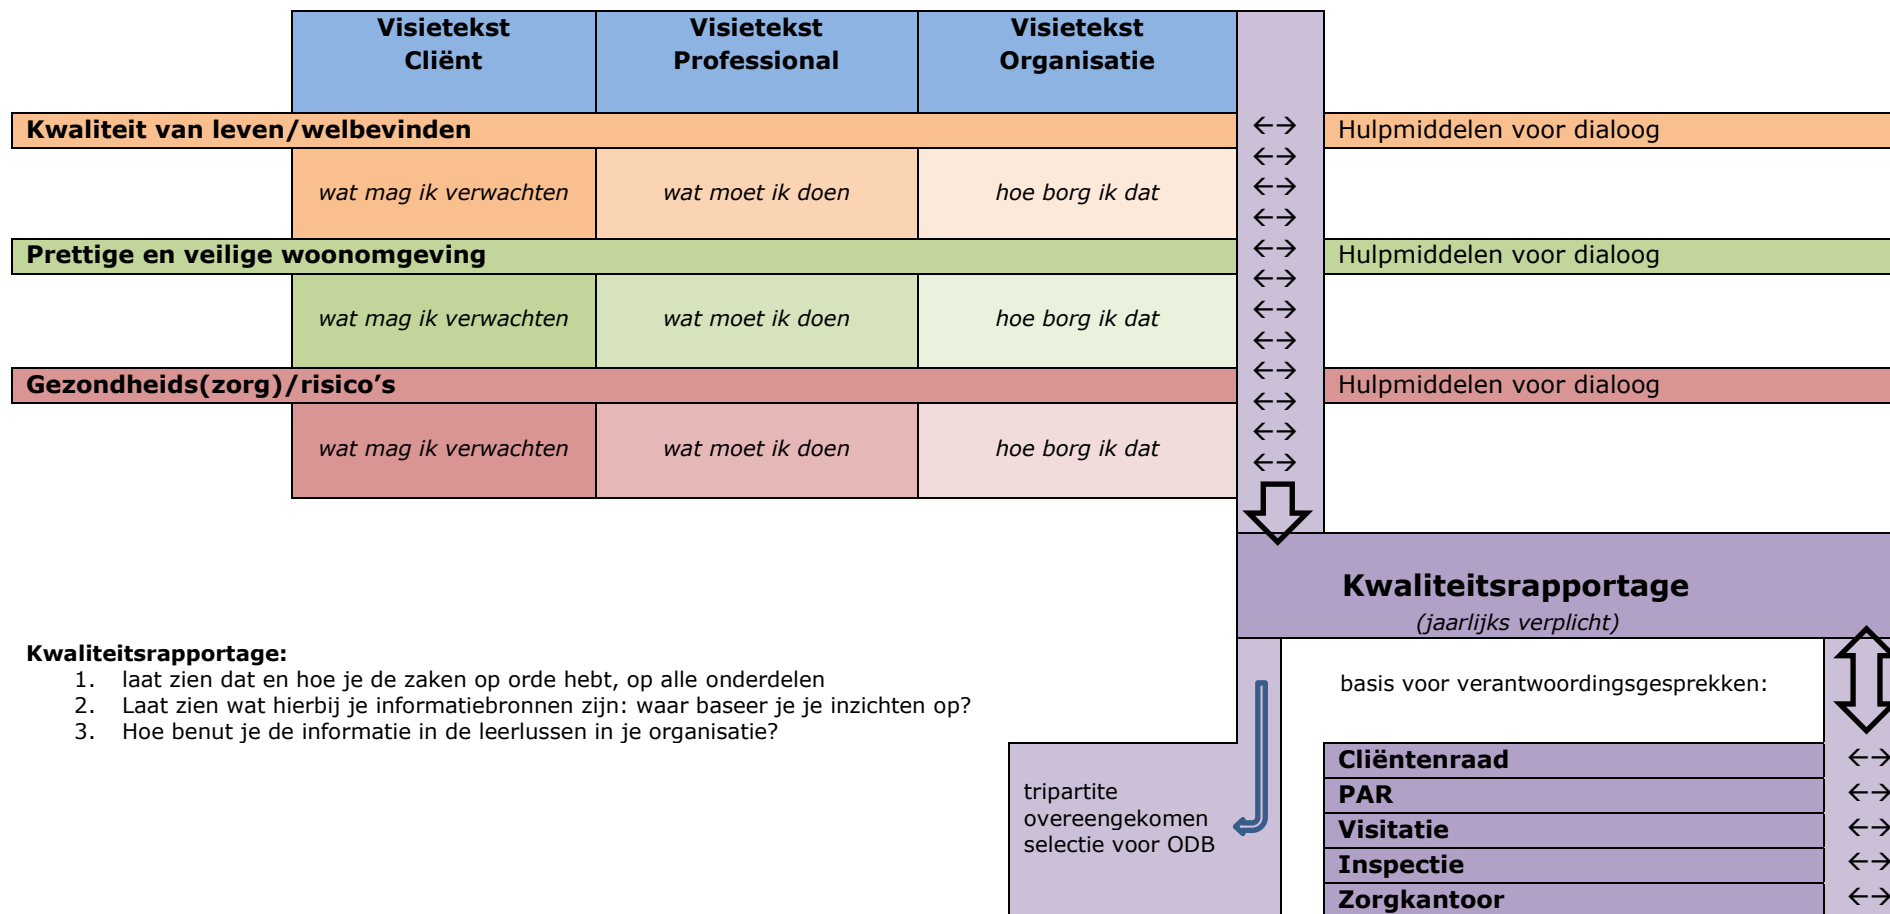 Visietekst Cliënt
Visietekst Professional
Visietekst Organisatie
Kwaliteit van leven/welbevinden
←→
Hulpmiddelen voor dialoog
←→
wat mag ik verwachten
wat moet ik doen
hoe borg ik dat
←→
←→
Prettige en veilige woonomgeving
←→
Hulpmiddelen voor dialoog
←→
wat mag ik verwachten
wat moet ik doen
hoe borg ik dat
←→
←→
Gezondheids(zorg)/risico’s
←→
Hulpmiddelen voor dialoog
←→
wat mag ik verwachten
wat moet ik doen
hoe borg ik dat
←→
←→
Kwaliteitsrapportage
(jaarlijks verplicht)
Kwaliteitsrapportage:
1. laat zien dat en hoe je de zaken op orde hebt, op alle onderdelen
2. Laat zien wat hierbij je informatiebronnen zijn: waar baseer je je inzichten op?
3. Hoe benut je de informatie in de leerlussen in je organisatie?
basis voor verantwoordingsgesprekken:
tripartite
overeengekomen
selectie voor ODB
Cliëntenraad
←→
PAR
←→
Visitatie
←→
Inspectie
←→
Zorgkantoor
←→